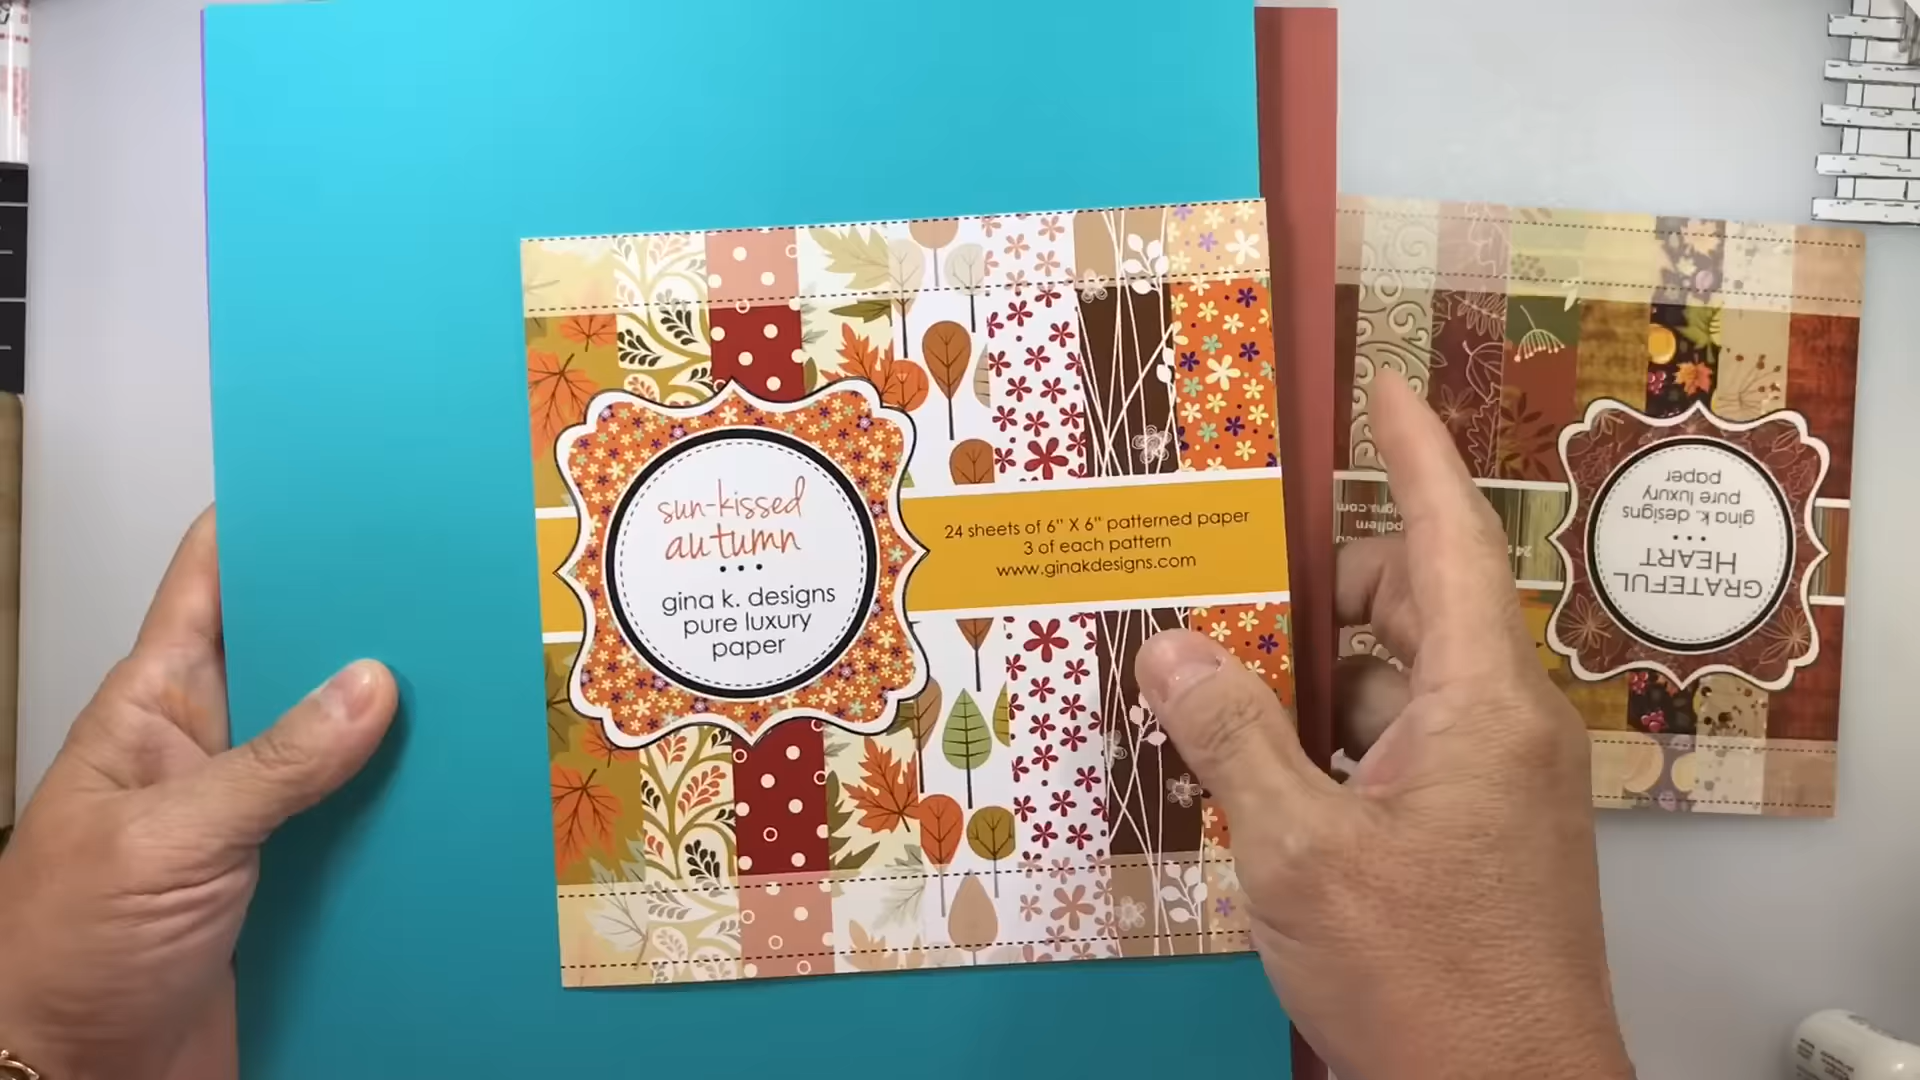 sun-kissed
autumn
gina k. designs
pure luxury
paper
24 sheets of 6" X 6" patterned paper
3 of each pattern
www.ginakdesigns.com
GRATEFUL
HEART
gina k. designs
pure luxury
paper